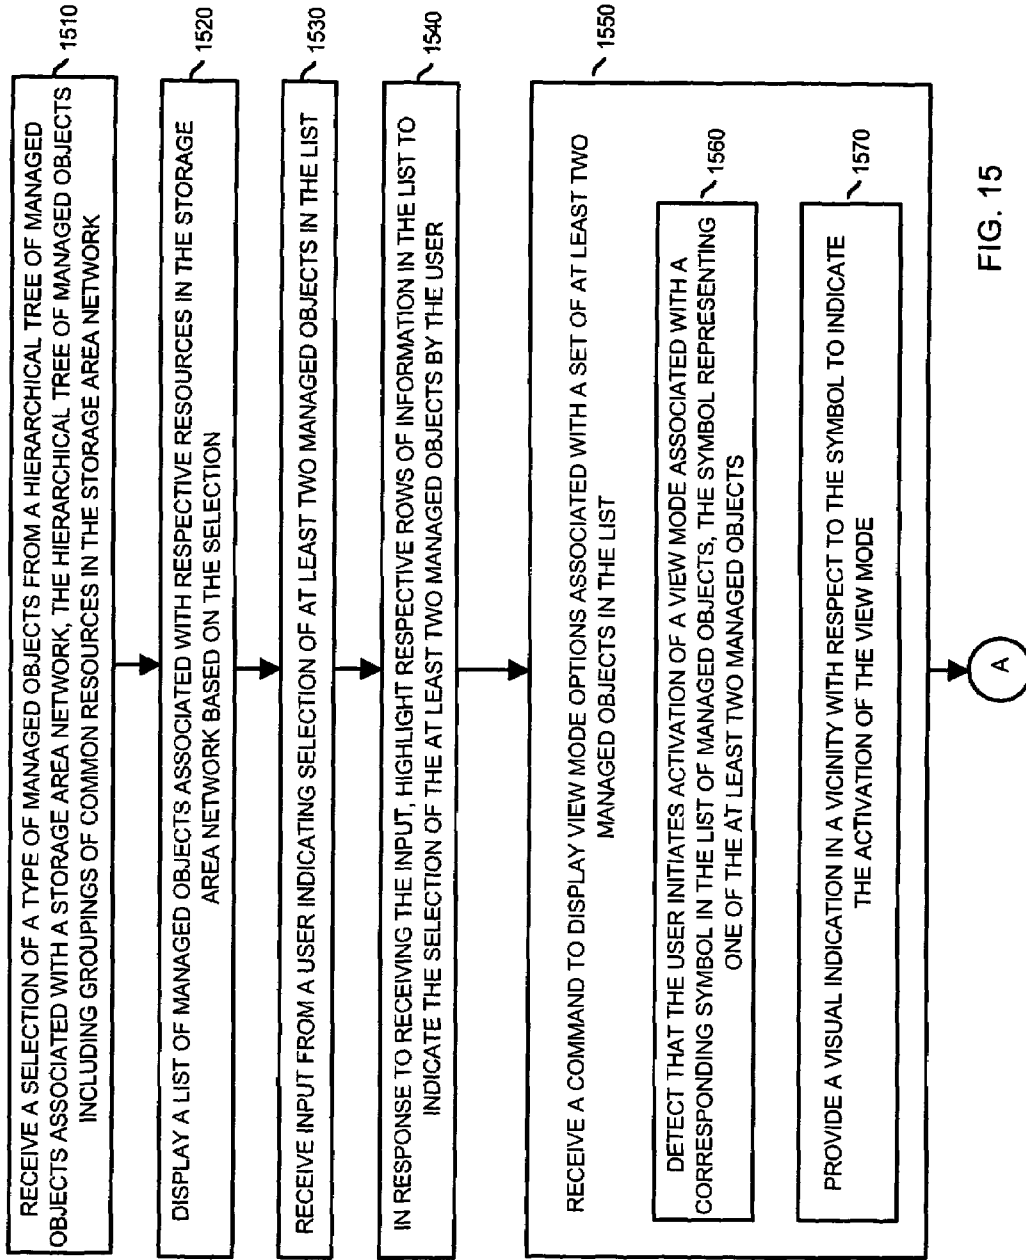 RECEIVE A SELECTION OF A TYPE OF MANAGED OBJECTS FROM A HIERARCHICAL TREE OF MANAGED
OBJECTS ASSOCIATED WITH A STORAGE AREA NETWORK, THE HIERARCHICAL TREE OF MANAGED OBJECTS
INCLUDING GROUPINGS OF COMMON RESOURCES IN THE STORAGE AREA NETWORK
1510
DISPLAY A LIST OF MANAGED OBJECTS ASSOCIATED WITH RESPECTIVE RESOURCES IN THE STORAGE
AREA NETWORK BASED ON THE SELECTION
1520
RECEIVE INPUT FROM A USER INDICATING SELECTION OF AT LEAST TWO MANAGED OBJECTS IN THE LIST
1530
IN RESPONSE TO RECEIVING THE INPUT, HIGHLIGHT RESPECTIVE ROWS OF INFORMATION IN THE LIST TO
INDICATE THE SELECTION OF THE AT LEAST TWO MANAGED OBJECTS BY THE USER
1540
RECEIVE A COMMAND TO DISPLAY VIEW MODE OPTIONS ASSOCIATED WITH A SET OF AT LEAST TWO
MANAGED OBJECTS IN THE LIST
1550
DETECT THAT THE USER INITIATES ACTIVATION OF A VIEW MODE ASSOCIATED WITH A
CORRESPONDING SYMBOL IN THE LIST OF MANAGED OBJECTS, THE SYMBOL REPRESENTING
ONE OF THE AT LEAST TWO MANAGED OBJECTS
1560
PROVIDE A VISUAL INDICATION IN A VICINITY WITH RESPECT TO THE SYMBOL TO INDICATE
THE ACTIVATION OF THE VIEW MODE
1570
A
FIG. 15